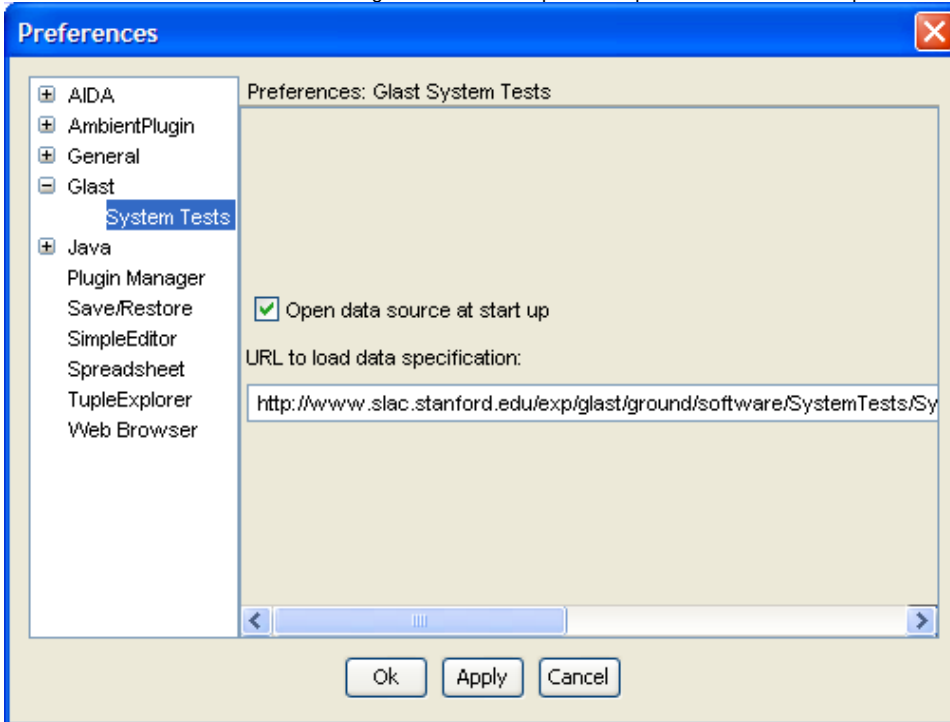 Preferences
AIDA
AmbientPlugin
General
Glast
System Tests
Java
Plugin Manager
Save/Restore
SimpleEditor
Spreadsheet
TupleExplorer
Web Browser
Preferences: Glast System Tests
Open data source at start up
URL to load data specification:
http://www.slac.stanford.edu/exp/glast/ground/software/SystemTests/Sy
Ok
Apply
Cancel